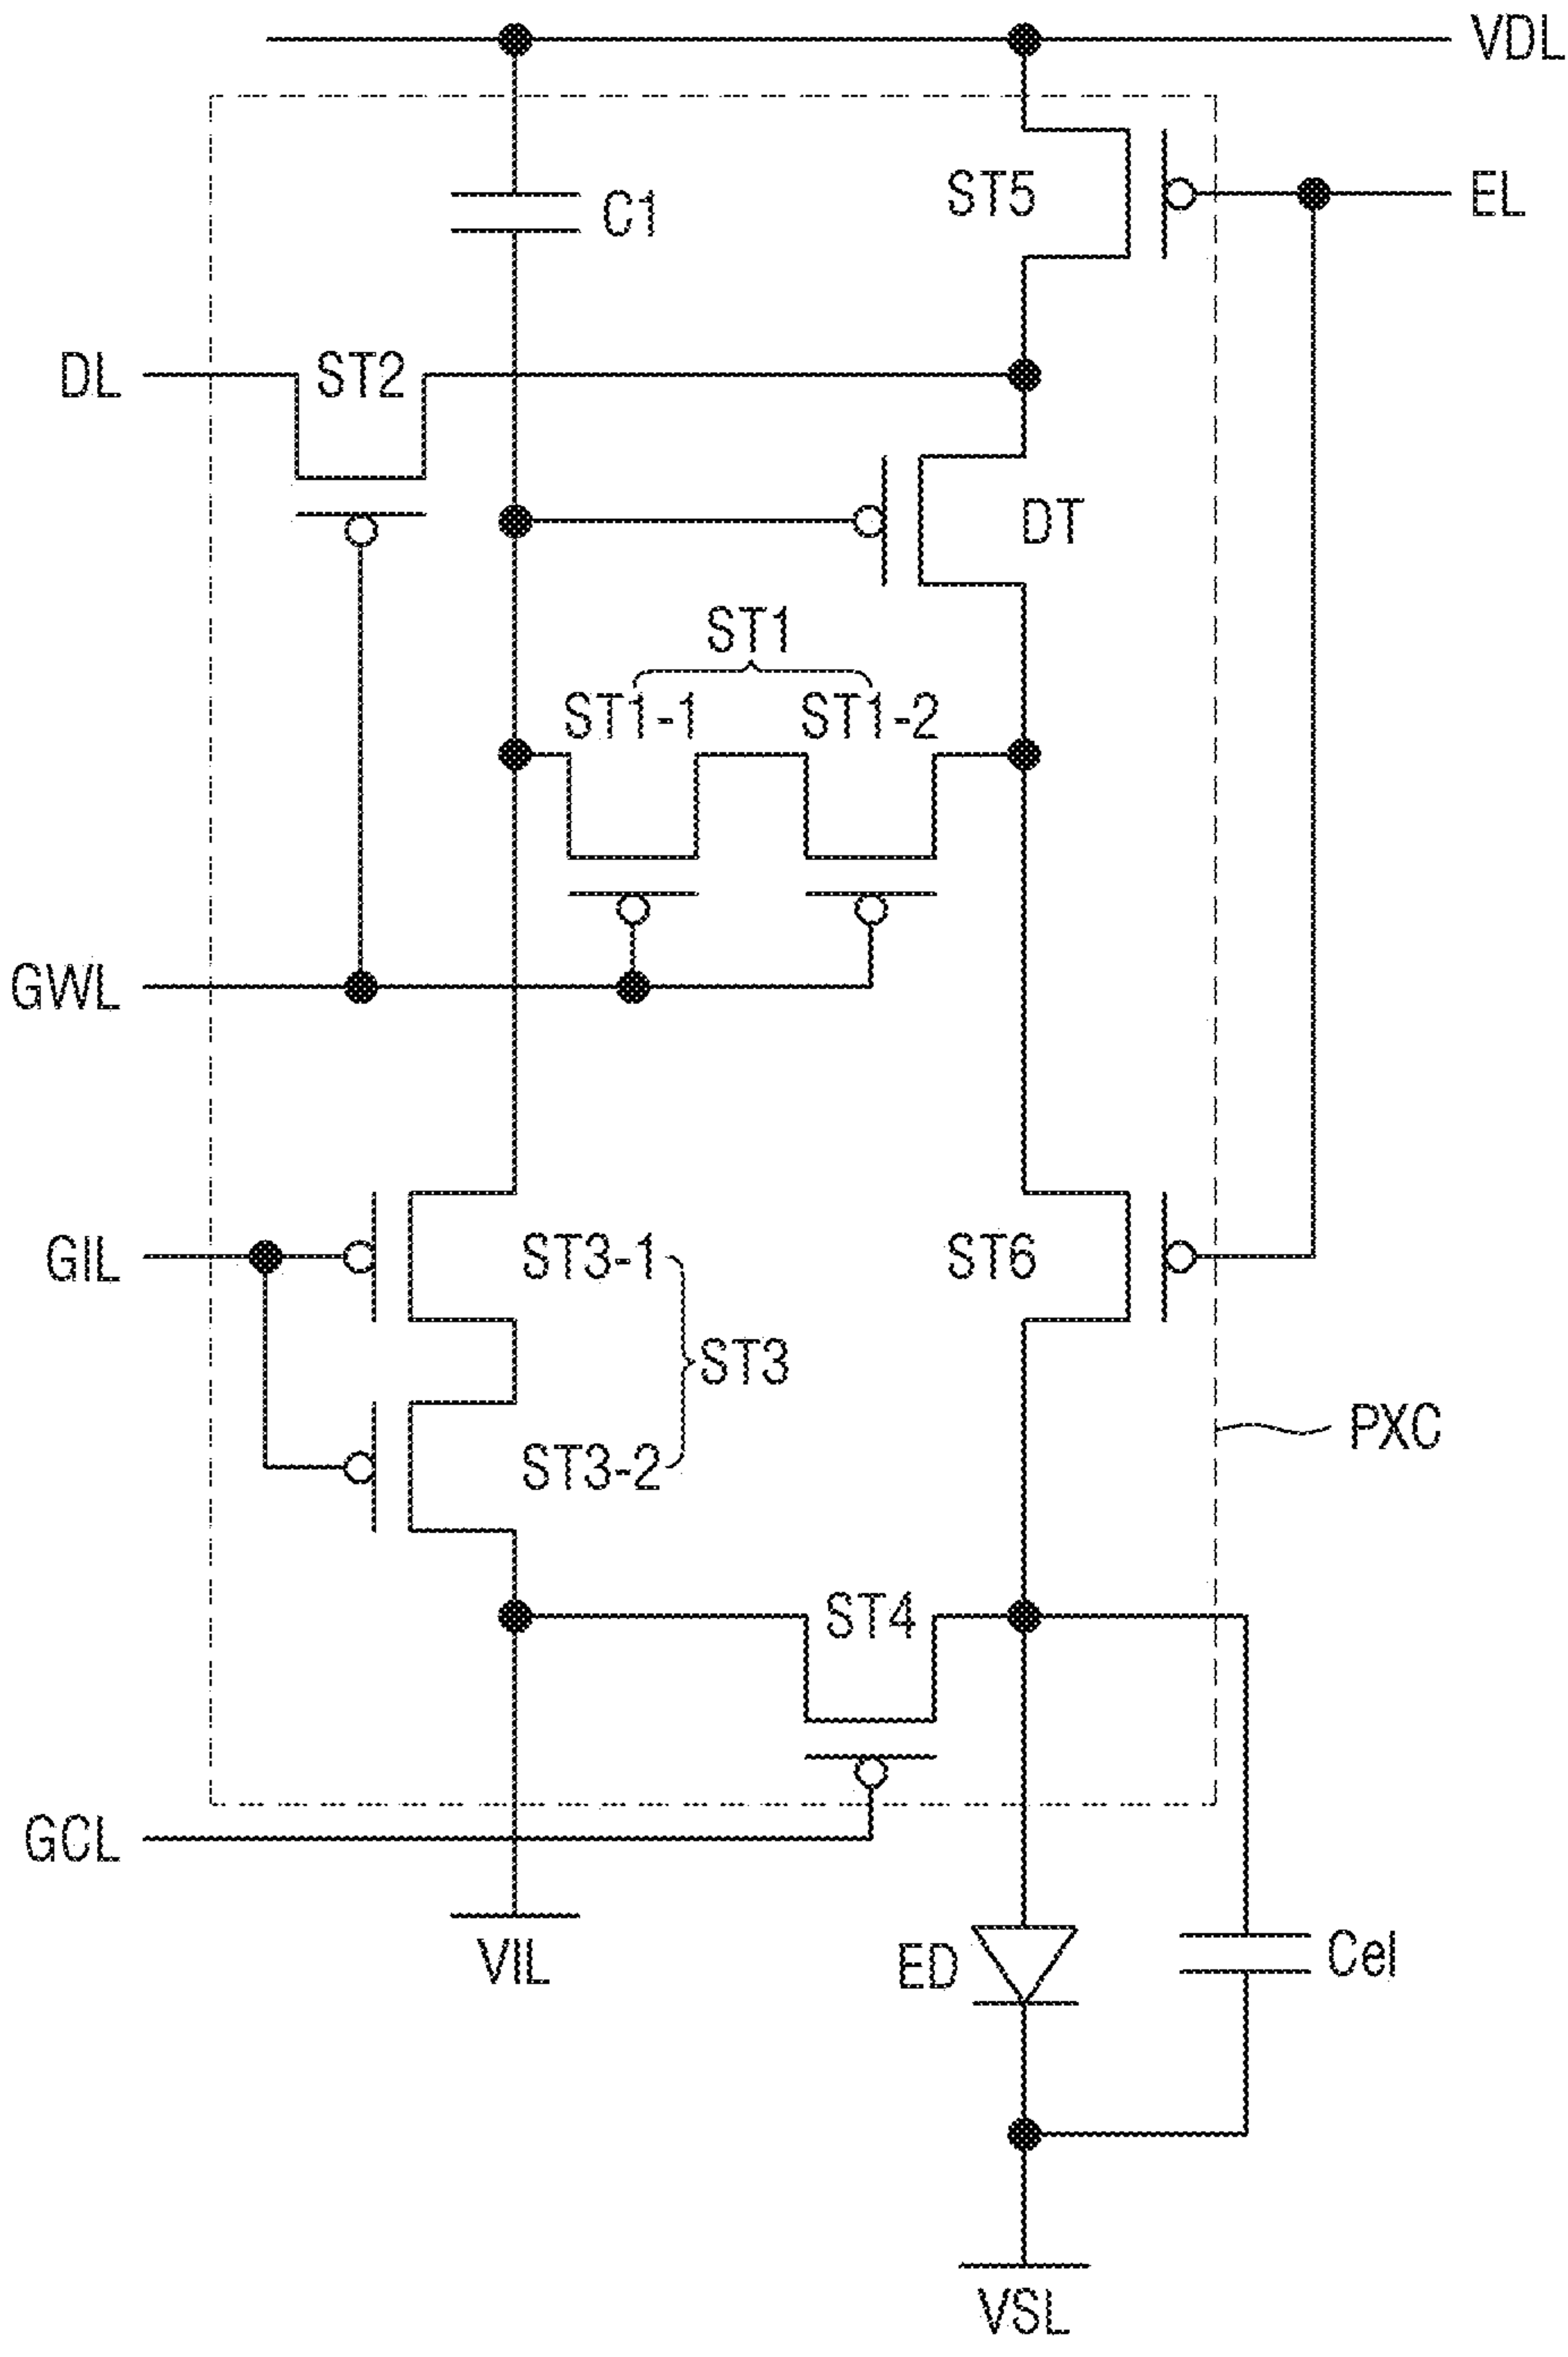 VDL
ST5
EL
C1
DL
ST2
DT
ST1
ST1-1
ST1-2
GWL
GIL
ST3-1
ST6
ST3
PXC
ST3-2
ST4
GCL
VIL
ED
Cel
VSL